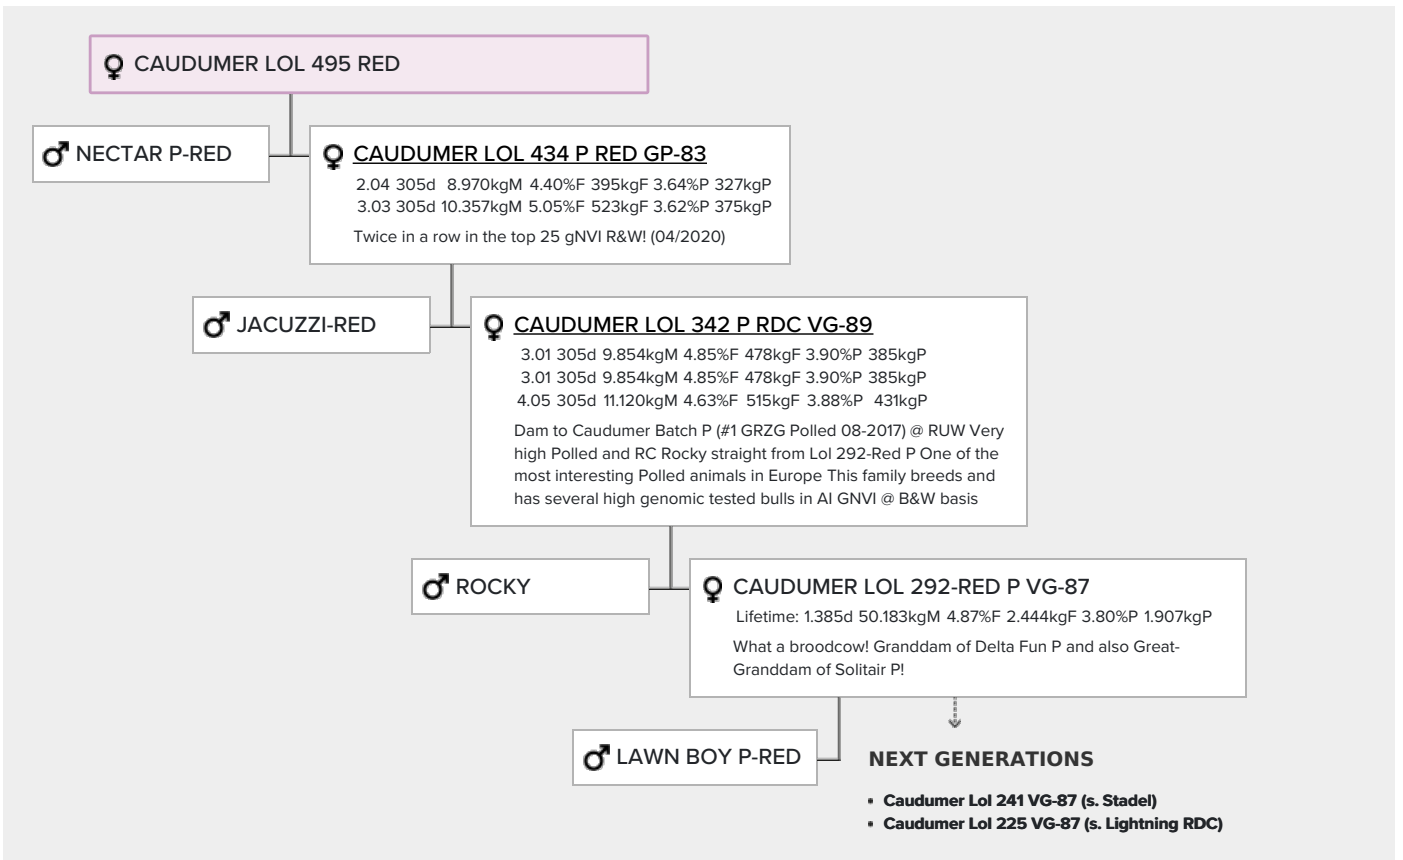 CAUDUMER LOL 495 RED
NECTAR P-RED
CAUDUMER LOL 434 P RED GP-83
2.04 305d 8.970kgM 4.40%F 395kgF 3.64%P 327kgP
3.03 305d 10.357kgM 5.05%F 523kgF 3.62%P 375kgP
Twice in a row in the top 25 gNVI R&W! (04/2020)
JACUZZI-RED
CAUDUMER LOL 342 P RDC VG-89
3.01 305d 9.854kgM 4.85%F 478kgF 3.90%P 385kgP
3.01 305d 9.854kgM 4.85%F 478kgF 3.90%P 385kgP
4.05 305d 11.120kgM 4.63%F 515kgF 3.88%P 431kgP
Dam to Caudumer Batch P (#1 GRZG Polled 08-2017) @ RUW Very
high Polled and RC Rocky straight from Lol 292-Red P One of the
most interesting Polled animals in Europe This family breeds and
has several high genomic tested bulls in AI GNVI @ B&W basis
ROCKY
CAUDUMER LOL 292-RED P VG-87
Lifetime: 1.385d 50.183kgM 4.87%F 2.444kgF 3.80%P 1.907kgP
What a broodcow! Granddam of Delta Fun P and also Great-
Granddam of Solitair P!
LAWN BOY P-RED
NEXT GENERATIONS
• Caudumer Lol 241 VG-87 (s. Stadel)
• Caudumer Lol 225 VG-87 (s. Lightning RDC)